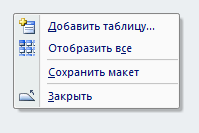 Добавить таблицу...
Отобразить все
Сохранить макет
Закрыть